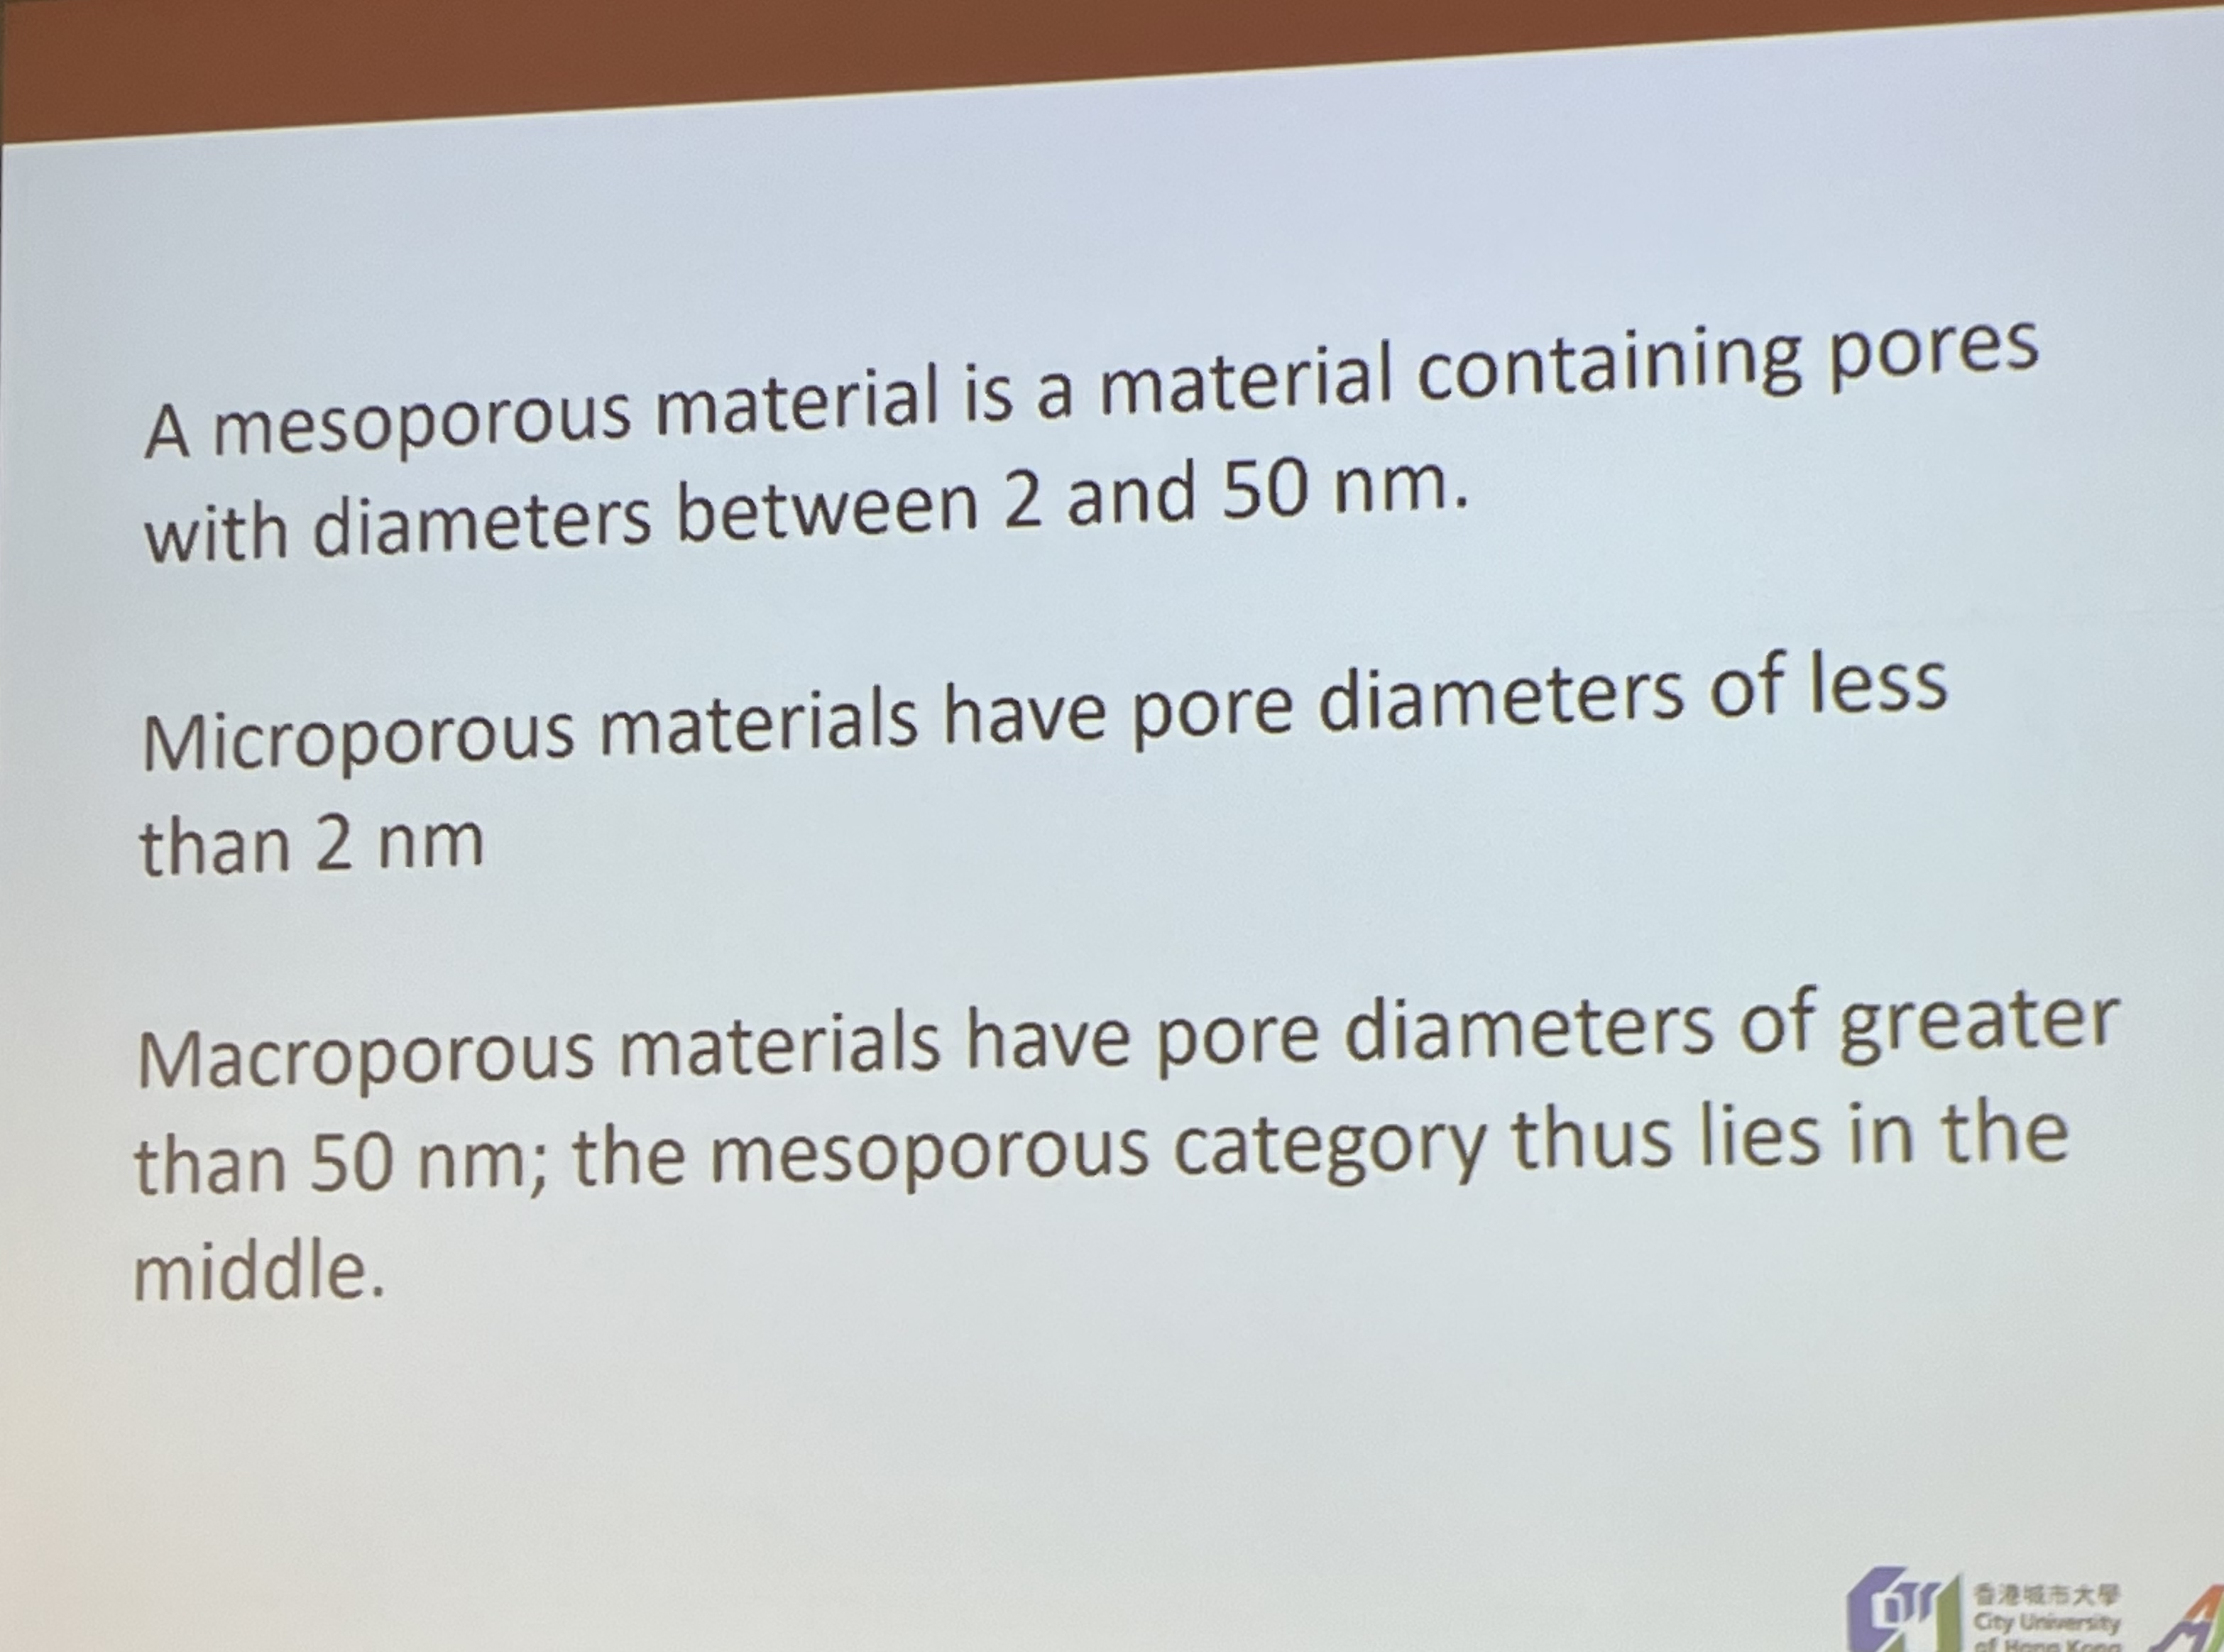 A mesoporous material is a material containing pores
with diameters between 2 and 50 nm.
Microporous materials have pore diameters of less
than 2 nm
Macroporous materials have pore diameters of greater
than 50 nm; the mesoporous category thus lies in the
middle.
香港城市大學
City University
of Hong Kong